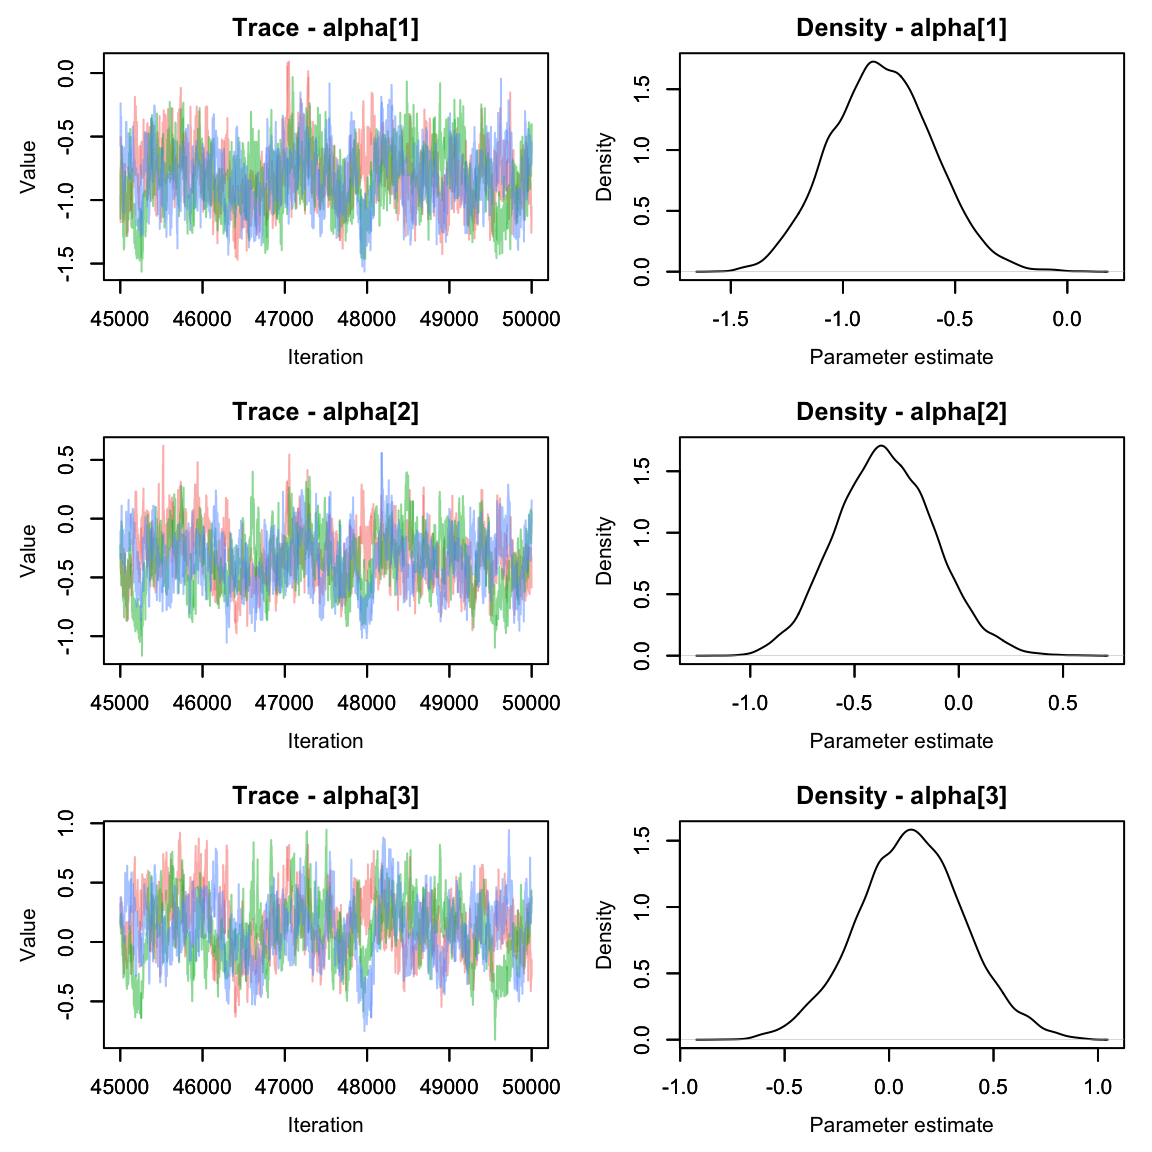 Trace - alpha[1]
Value
0.0
-0.5
-1.0
-1.5
45000 46000 47000 48000 49000 50000
Iteration
Density - alpha[1]
Density
1.5
1.0
0.5
0.0
-1.5 -1.0 -0.5 0.0
Parameter estimate
Trace - alpha[2]
Value
0.5
0.0
-0.5
-1.0
45000 46000 47000 48000 49000 50000
Iteration
Density - alpha[2]
Density
1.5
1.0
0.5
0.0
-1.0 -0.5 0.0 0.5
Parameter estimate
Trace - alpha[3]
Value
1.0
0.5
0.0
-0.5
45000 46000 47000 48000 49000 50000
Iteration
Density - alpha[3]
Density
1.5
1.0
0.5
0.0
-1.0 -0.5 0.0 0.5 1.0
Parameter estimate